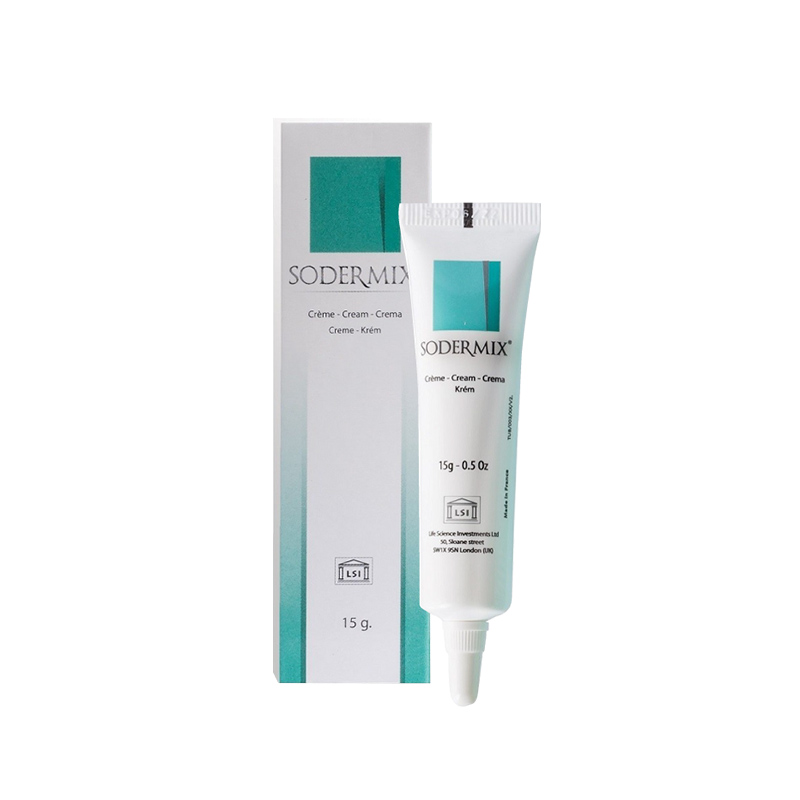 SODERMIX
Crème - Cream - Crema
Creme - Krém
LSI
15 g.
SODERMIX®
Crème - Cream - Crema
Krém
15g - 0.5 Oz
LSI
Life Science Investments Ltd
50, Sloane street
SW1X 9SN London (UK)
Made in France